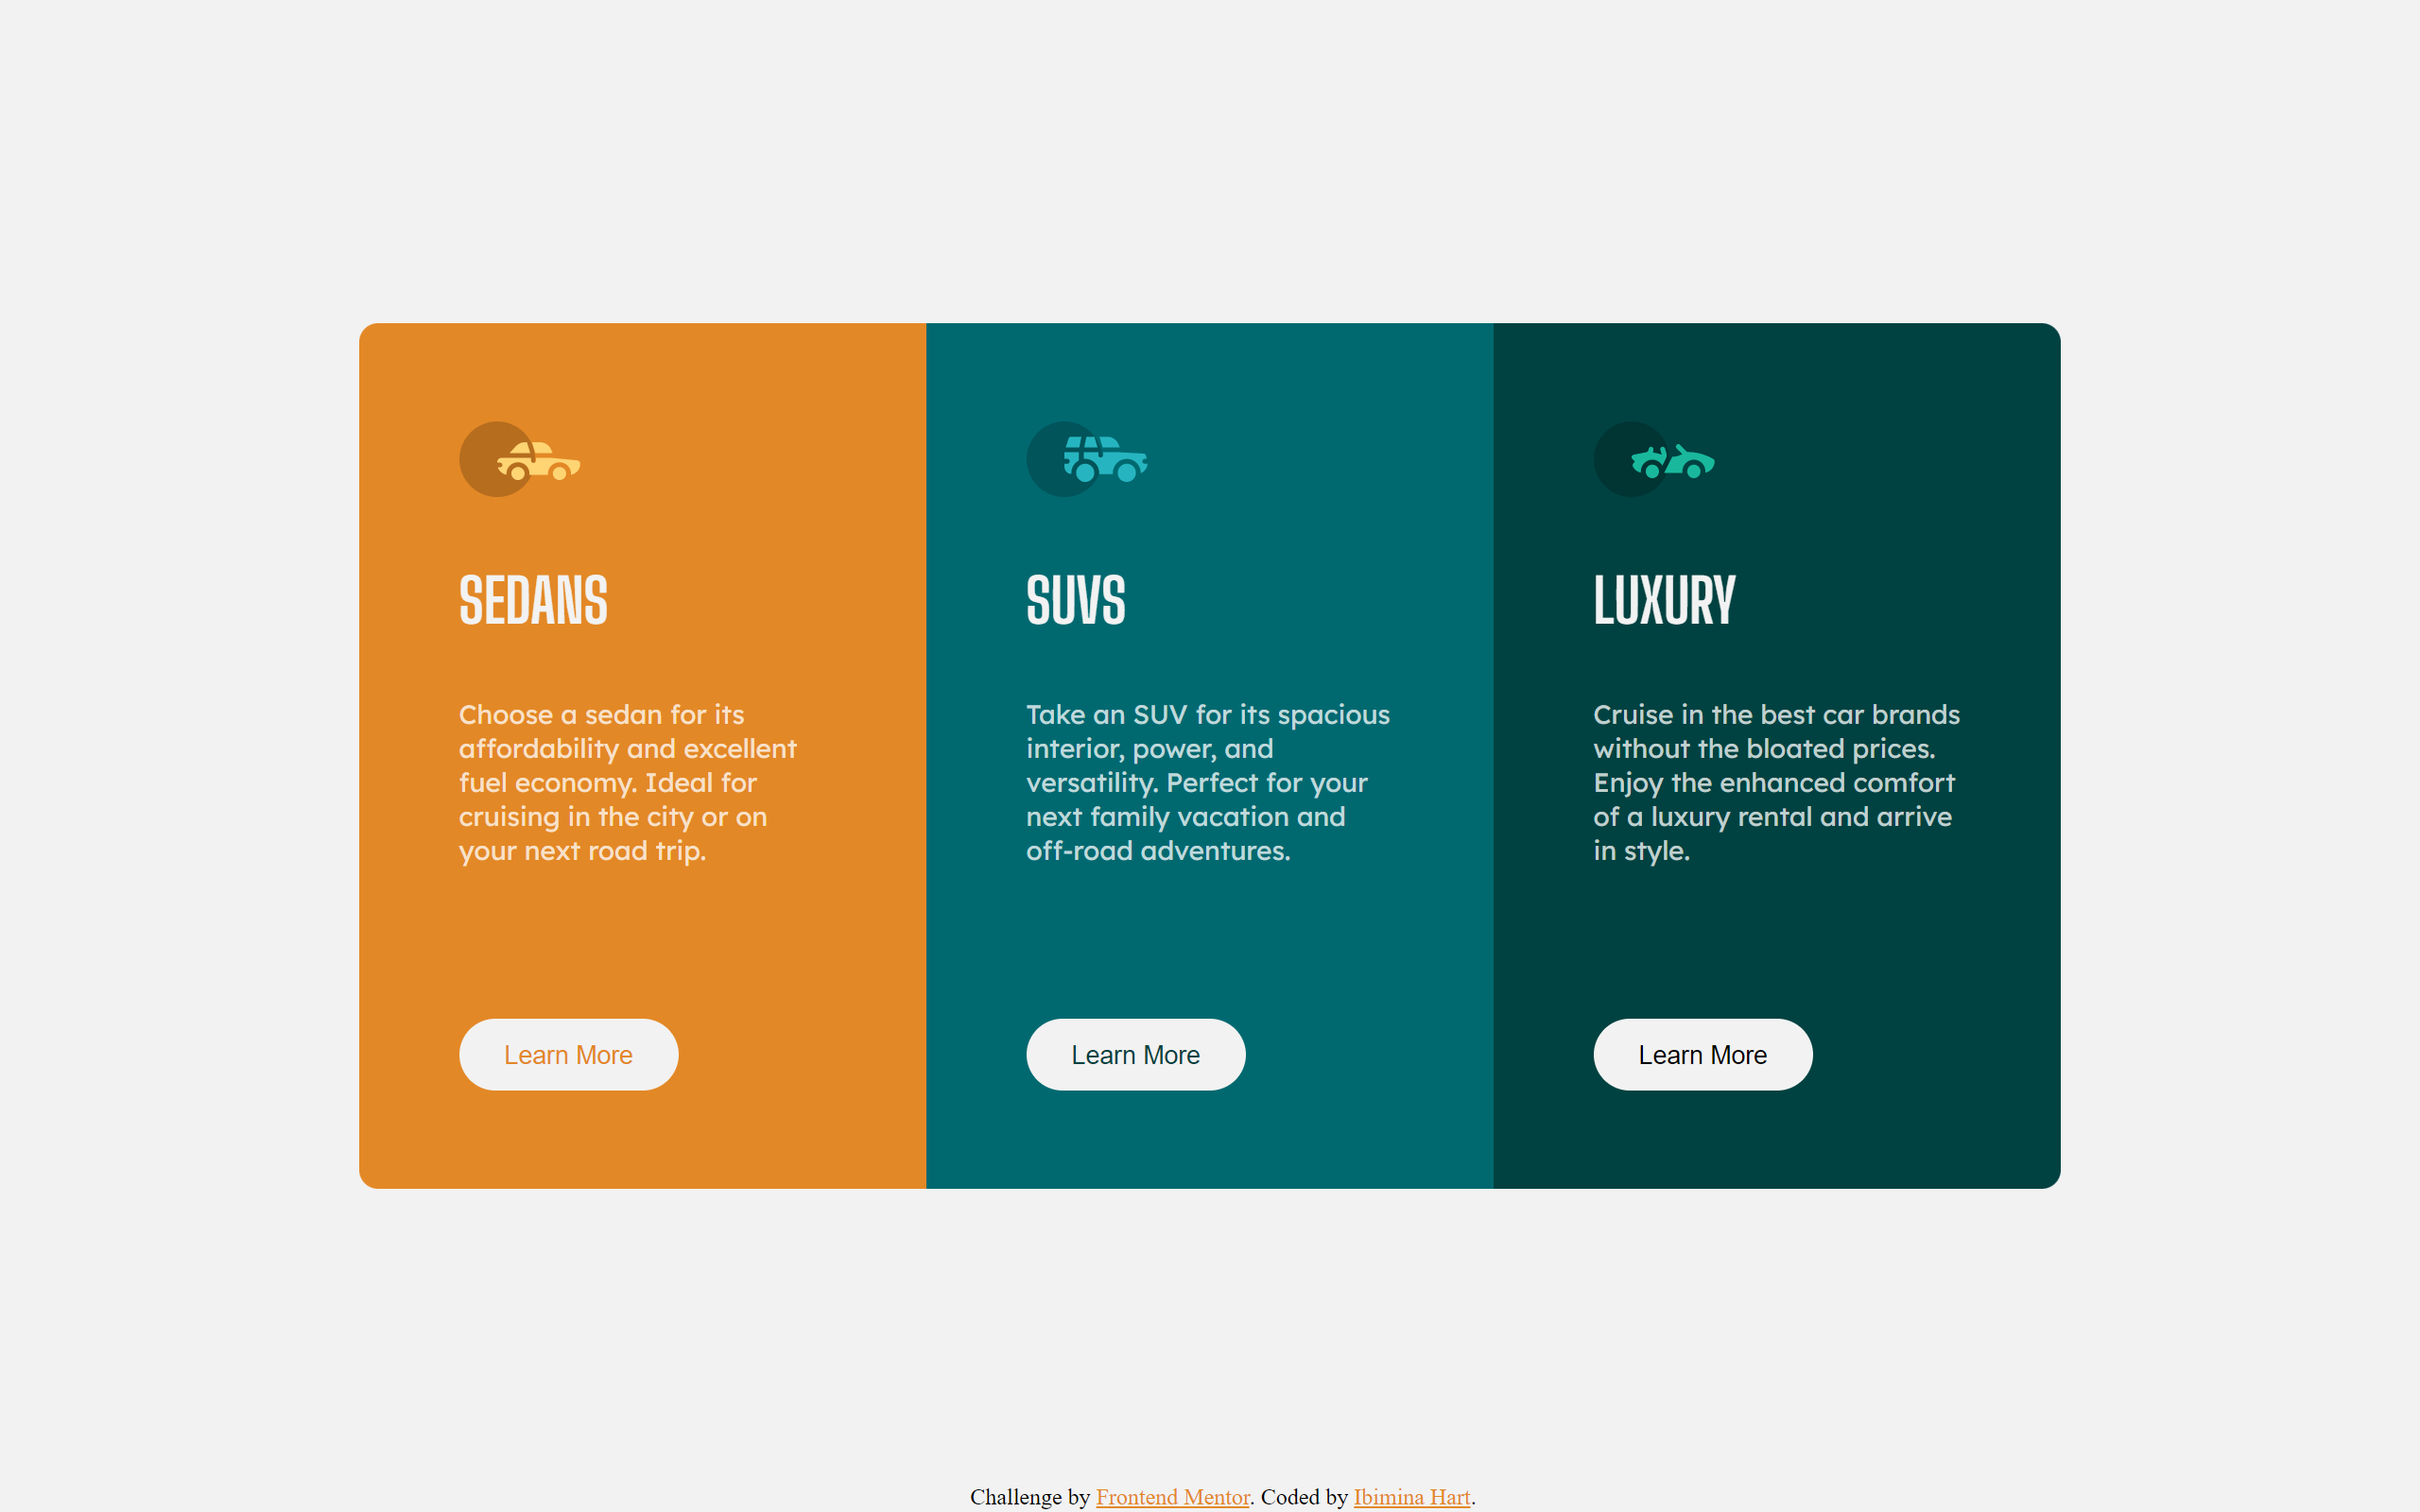 SEDANS
Choose a sedan for its
affordability and excellent
fuel economy. Ideal for
cruising in the city or on
your next road trip.
Learn More
SUVS
Take an SUV for its spacious
interior, power, and
versatility. Perfect for your
next family vacation and
off-road adventures.
Learn More
LUXURY
Cruise in the best car brands
without the bloated prices.
Enjoy the enhanced comfort
of a luxury rental and arrive
in style.
Learn More
Challenge by Frontend Mentor. Coded by Ibimina Hart.